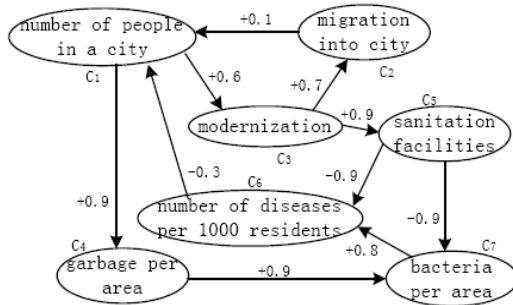 number of people
in a city
C1
+0.1
migration
into city
C2
+0.6
+0.7
modernization
C3
+0.9
C5
sanitation
facilities
-0.3
C6
-0.9
number of diseases
per 1000 residents
-0.9
+0.9
C4
garbage per
area
+0.9
+0.8
C7
bacteria
per area